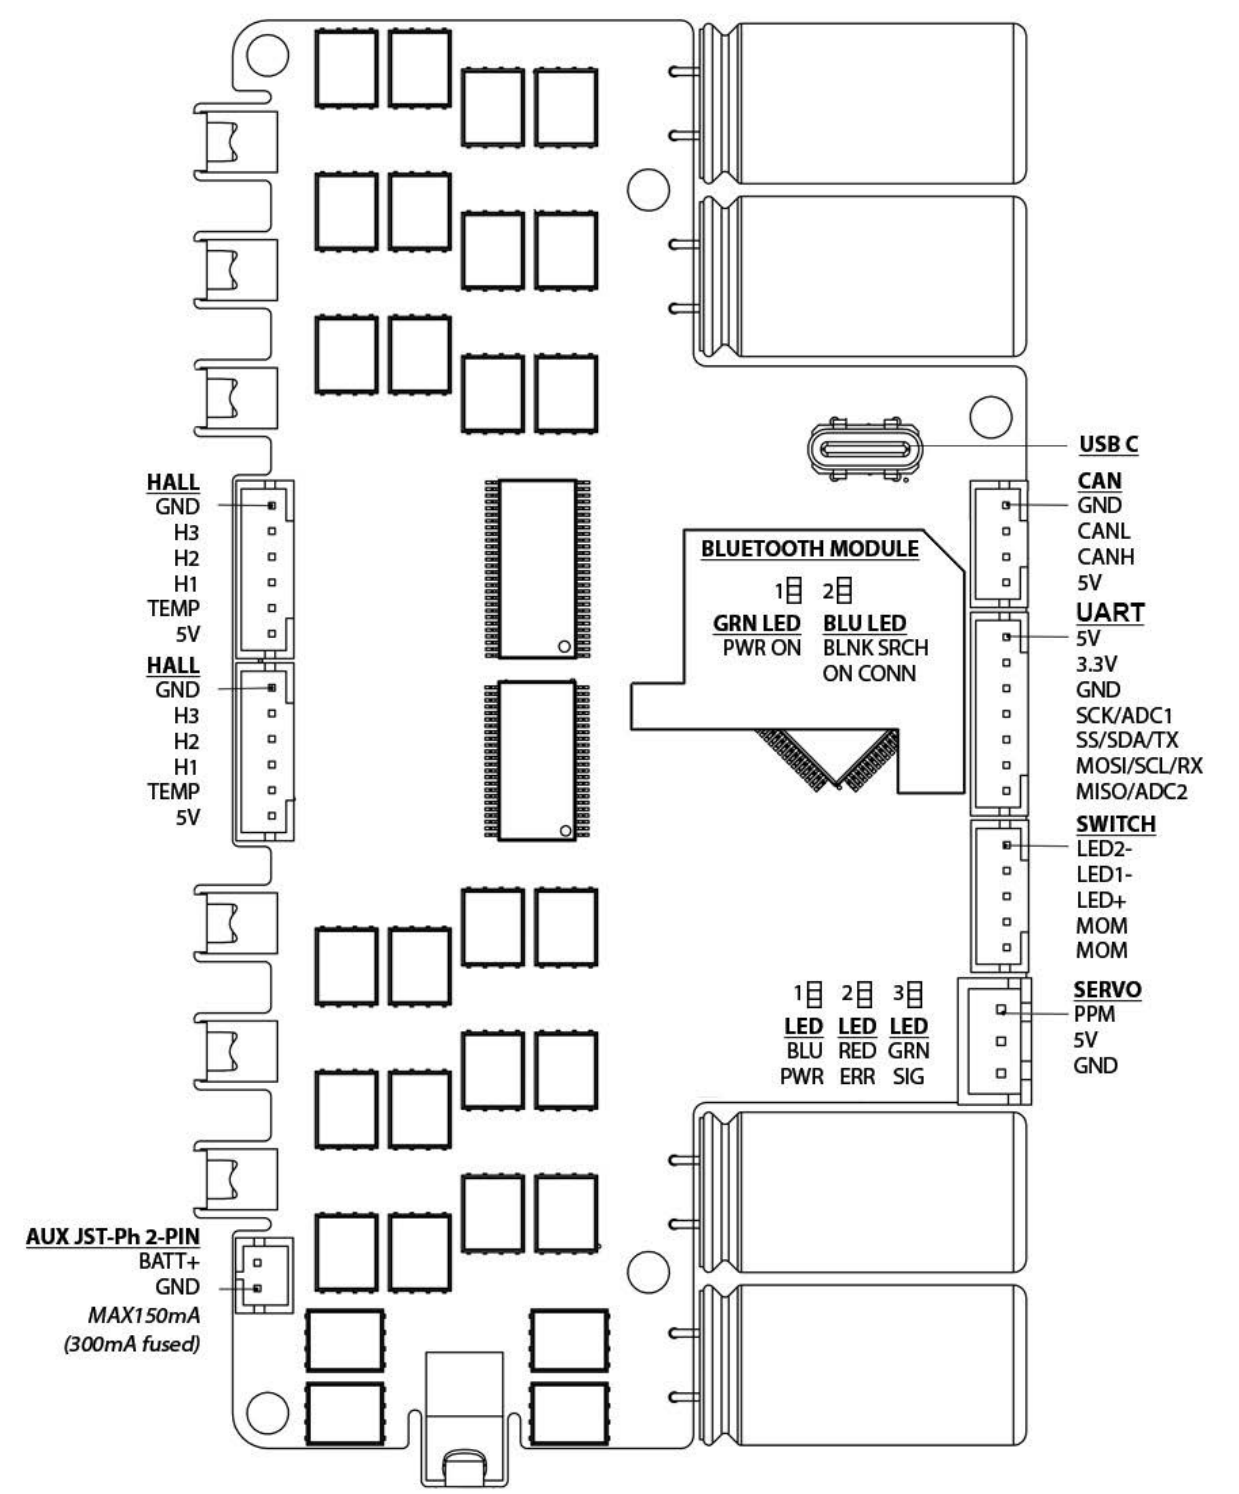 USB C
HALL
GND
H3
H2
H1
TEMP
5V
HALL
GND
H3
H2
H1
TEMP
5V
AUX JST-Ph 2-PIN
BATT+
GND
MAX150mA
(300mA fused)
BLUETOOTH MODULE
1 2
GRN LED BLU LED
PWR ON BLNK SRCH
ON CONN
1 2 3
LED LED LED
BLU RED GRN
PWR ERR SIG
CAN
GND
CANL
CANH
5V
UART
5V
3.3V
GND
SCK/ADC1
SS/SDA/TX
MOSI/SCL/RX
MISO/ADC2
SWITCH
LED2-
LED1-
LED+
MOM
MOM
SERVO
PPM
5V
GND